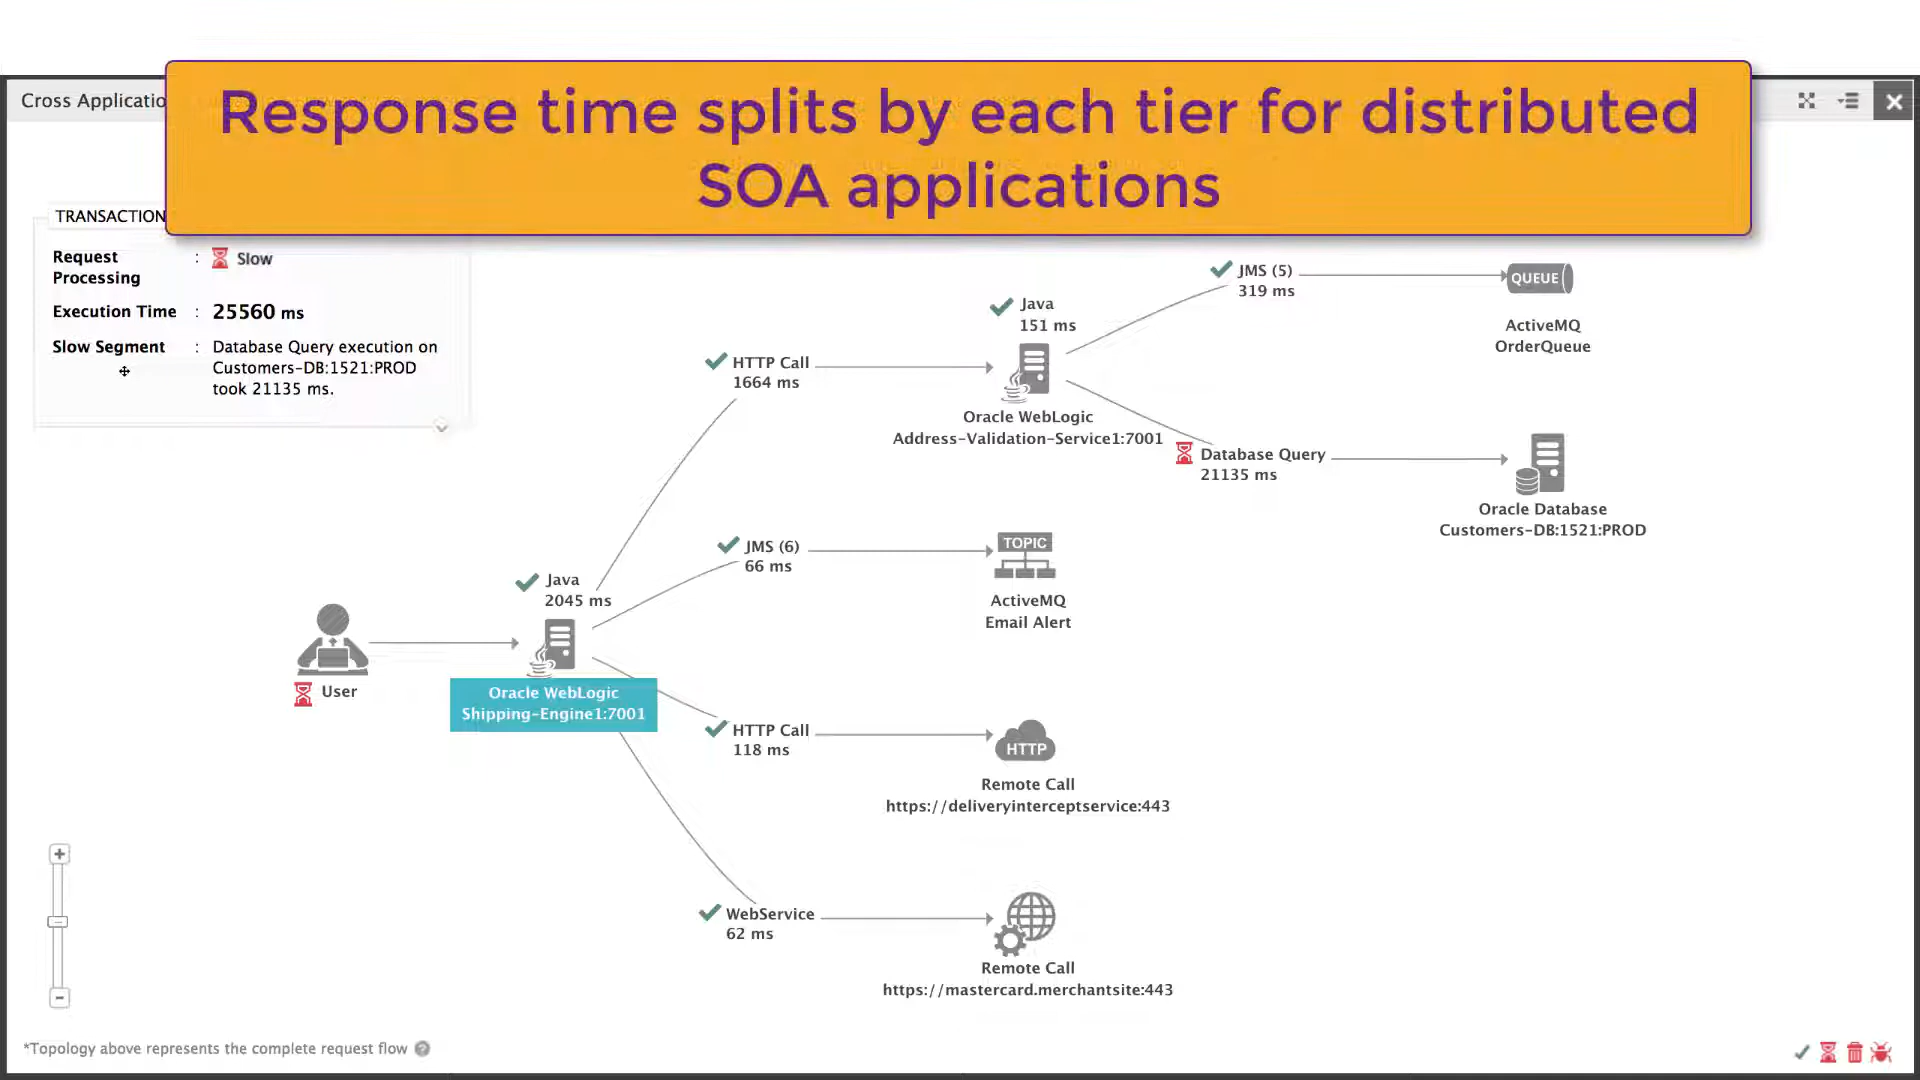 Response time splits by each tier for distributed
SOA applications
Cross Applicatio
TRANSACTION
Request
Processing
:
Slow
Execution Time : 25560 ms
Slow Segment : Database Query execution on
Customers-DB:1521:PROD
took 21135 ms.
JMS (5)
319 ms
QUEUE
ActiveMQ
OrderQueue
Java
151 ms
HTTP Call
1664 ms
Oracle WebLogic
Address-Validation-Service1:7001
Database Query
21135 ms
Oracle Database
Customers-DB:1521:PROD
JMS (6)
66 ms
TOPIC
ActiveMQ
Email Alert
Java
2045 ms
User
Oracle WebLogic
Shipping-Engine1:7001
HTTP Call
118 ms
HTTP
Remote Call
https://deliveryinterceptservice:443
WebService
62 ms
Remote Call
https://mastercard.merchantsite:443
*Topology above represents the complete request flow ?